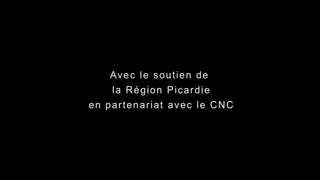 Avec le soutien de
la Région Picardie
en partenariat avec le CNC